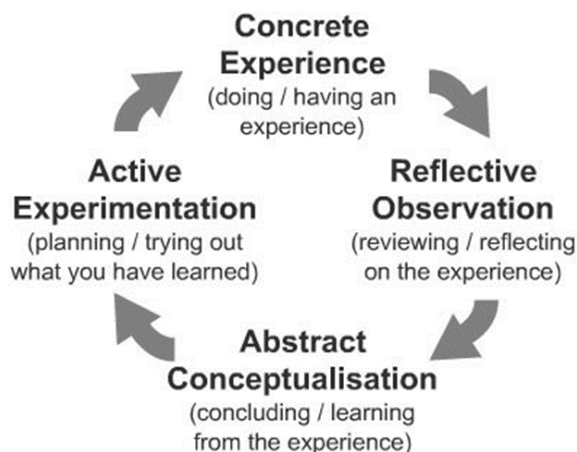 Concrete
Experience
(doing / having an
experience)
Reflective
Observation
(reviewing / reflecting
on the experience)
Abstract
Conceptualisation
(concluding / learning
from the experience)
Active
Experimentation
(planning / trying out
what you have learned)